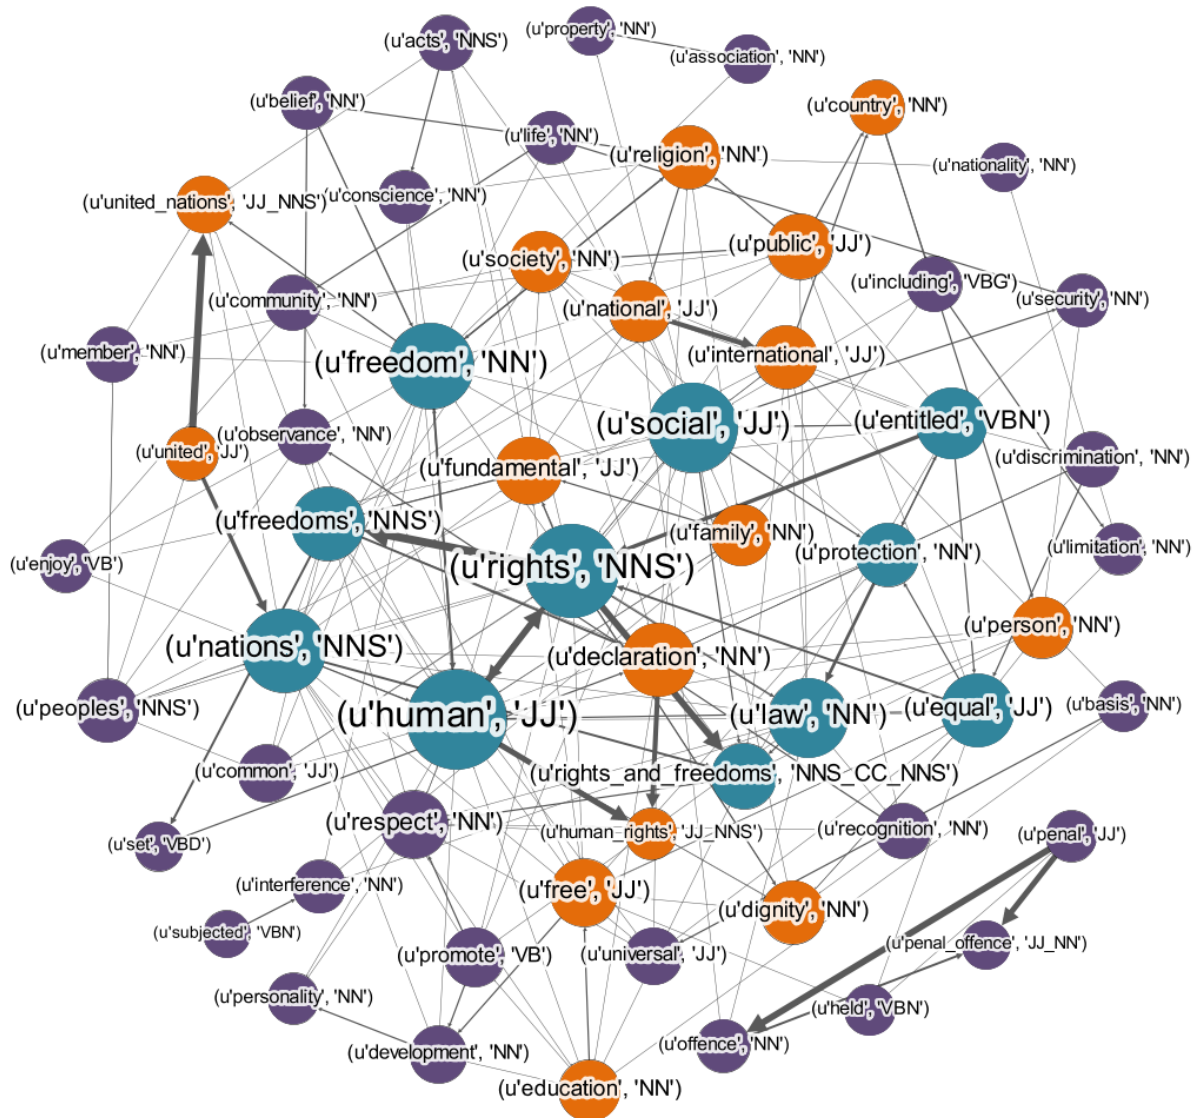 (u'property', 'NN')
(u'acts', 'NNS')
(u'association', 'NN')
(u'belief', 'NN')
(u'country', 'NN')
(u'life', 'NN')
(u'religion', 'NN')
(u'nationality', 'NN')
(u'united_nations', 'JJ_NNS')
(u'conscience', 'NN')
(u'public', 'JJ')
(u'society', 'NN')
(u'including', 'VBG')
(u'community', 'NN')
(u'national', 'JJ')
(u'security', 'NN')
(u'member', 'NN')
(u'international', 'JJ')
(u'freedom', 'NN')
(u'social', 'JJ')
(u'entitled', 'VBN')
(u'observance', 'NN')
(u'united', 'JJ')
(u'discrimination', 'NN')
(u'fundamental', 'JJ')
(u'freedoms', 'NNS')
(u'family', 'NN')
(u'protection', 'NN')
(u'limitation', 'NN')
(u'enjoy', 'VB')
(u'rights', 'NNS')
(u'person', 'NN')
(u'nations', 'NNS')
(u'declaration', 'NN')
(u'peoples', 'NNS')
(u'human', 'JJ')
(u'law', 'NN')
(u'equal', 'JJ')
(u'basis', 'NN')
(u'common', 'JJ')
(u'rights_and_freedoms', 'NNS_CC_NNS')
(u'respect', 'NN')
(u'human_rights', 'JJ_NNS')
(u'recognition', 'NN')
(u'penal', 'JJ')
(u'set', 'VBD')
(u'interference', 'NN')
(u'free', 'JJ')
(u'dignity', 'NN')
(u'subjected', 'VBN')
(u'penal_offence', 'JJ_NN')
(u'promote', 'VB')
(u'universal', 'JJ')
(u'personality', 'NN')
(u'held', 'VBN')
(u'development', 'NN')
(u'offence', 'NN')
(u'education', 'NN')